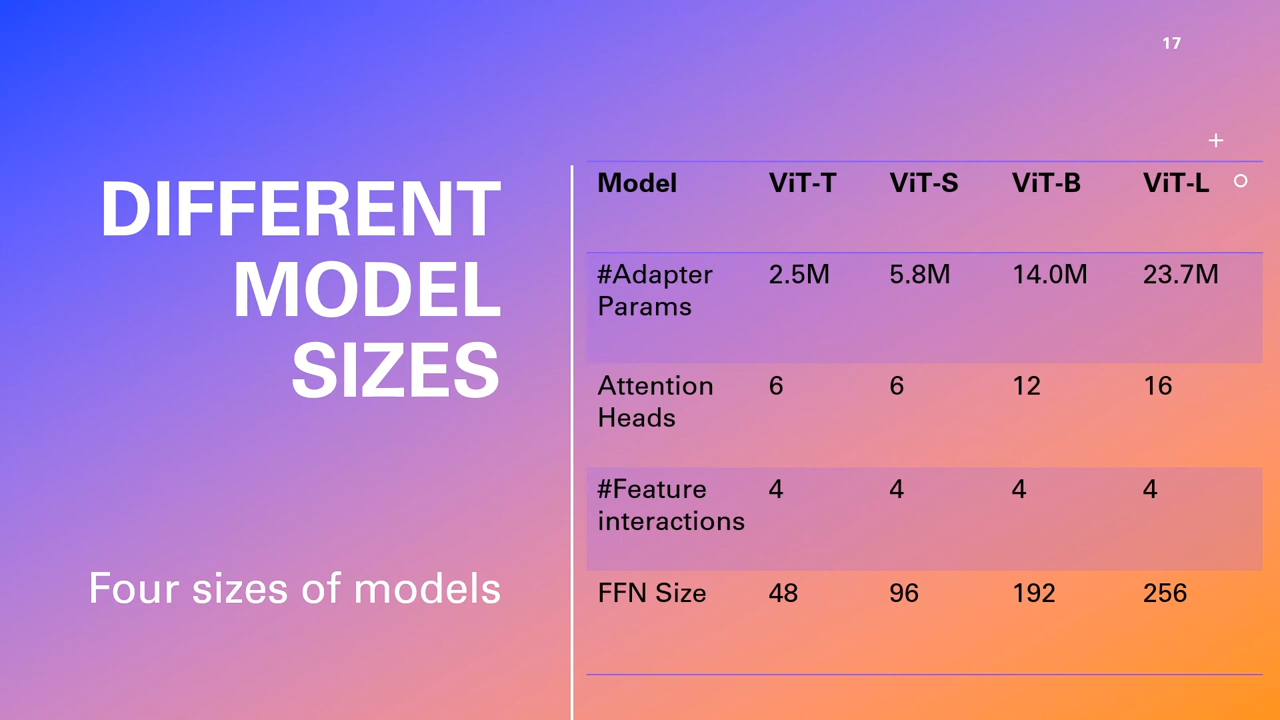 17
DIFFERENT
MODEL
SIZES
Four sizes of models
Model ViT-T ViT-S ViT-B ViT-L
#Adapter Params 2.5M 5.8M 14.0M 23.7M
Attention Heads 6 6 12 16
#Feature interactions 4 4 4 4
FFN Size 48 96 192 256